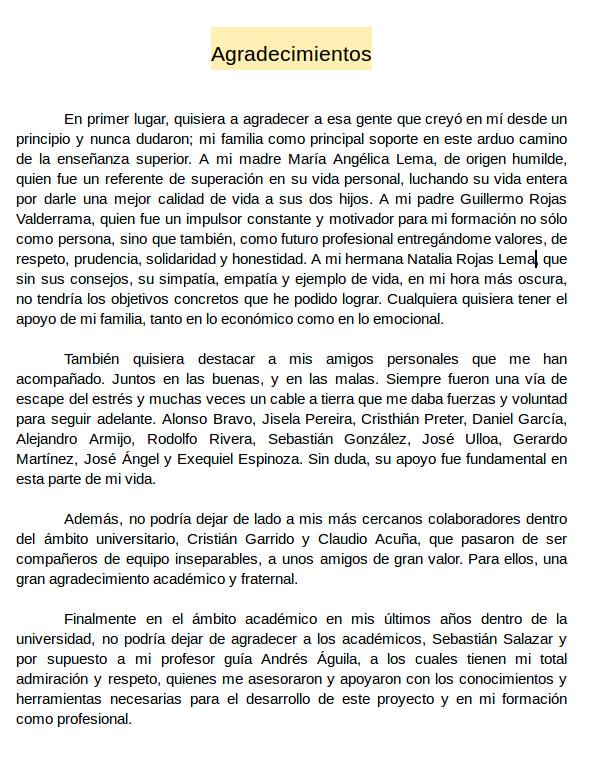 Agradecimientos
En primer lugar, quisiera a agradecer a esa gente que creyó en mí desde un
principio y nunca dudaron; mi familia como principal soporte en este arduo camino
de la enseñanza superior. A mi madre María Angélica Lema, de origen humilde,
quien fue un referente de superación en su vida personal, luchando su vida entera
por darle una mejor calidad de vida a sus dos hijos. A mi padre Guillermo Rojas
Valderrama, quien fue un impulsor constante y motivador para mi formación no sólo
como persona, sino que también, como futuro profesional entregándome valores, de
respeto, prudencia, solidaridad y honestidad. A mi hermana Natalia Rojas Lema, que
sin sus consejos, su simpatía, empatía y ejemplo de vida, en mi hora más oscura,
no tendría los objetivos concretos que he podido lograr. Cualquiera quisiera tener el
apoyo de mi familia, tanto en lo económico como en lo emocional.
También quisiera destacar a mis amigos personales que me han
acompañado. Juntos en las buenas, y en las malas. Siempre fueron una vía de
escape del estrés y muchas veces un cable a tierra que me daba fuerzas y voluntad
para seguir adelante. Alonso Bravo, Jisela Pereira, Cristhián Preter, Daniel García,
Alejandro Armijo, Rodolfo Rivera, Sebastián González, José Ulloa, Gerardo
Martínez, José Ángel y Exequiel Espinoza. Sin duda, su apoyo fue fundamental en
esta parte de mi vida.
Además, no podría dejar de lado a mis más cercanos colaboradores dentro
del ámbito universitario, Cristián Garrido y Claudio Acuña, que pasaron de ser
compañeros de equipo inseparables, a unos amigos de gran valor. Para ellos, una
gran agradecimiento académico y fraternal.
Finalmente en el ámbito académico en mis últimos años dentro de la
universidad, no podría dejar de agradecer a los académicos, Sebastián Salazar y
por supuesto a mi profesor guía Andrés Águila, a los cuales tienen mi total
admiración y respeto, quienes me asesoraron y apoyaron con los conocimientos y
herramientas necesarias para el desarrollo de este proyecto y en mi formación
como profesional.